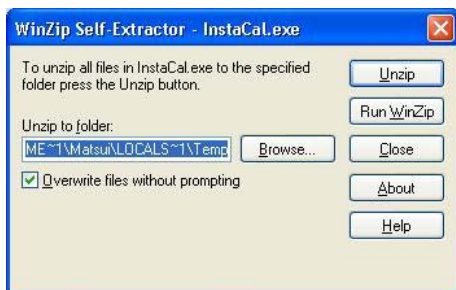 WinZip Self-Extractor - InstaCal.exe
To unzip all files in InstaCal.exe to the specified
folder press the Unzip button.
Unzip to folder:
ME~1\Matsui\LOCALS~1\Temp
Browse...
Overwrite files without prompting
Unzip
Run WinZip
Close
About
Help